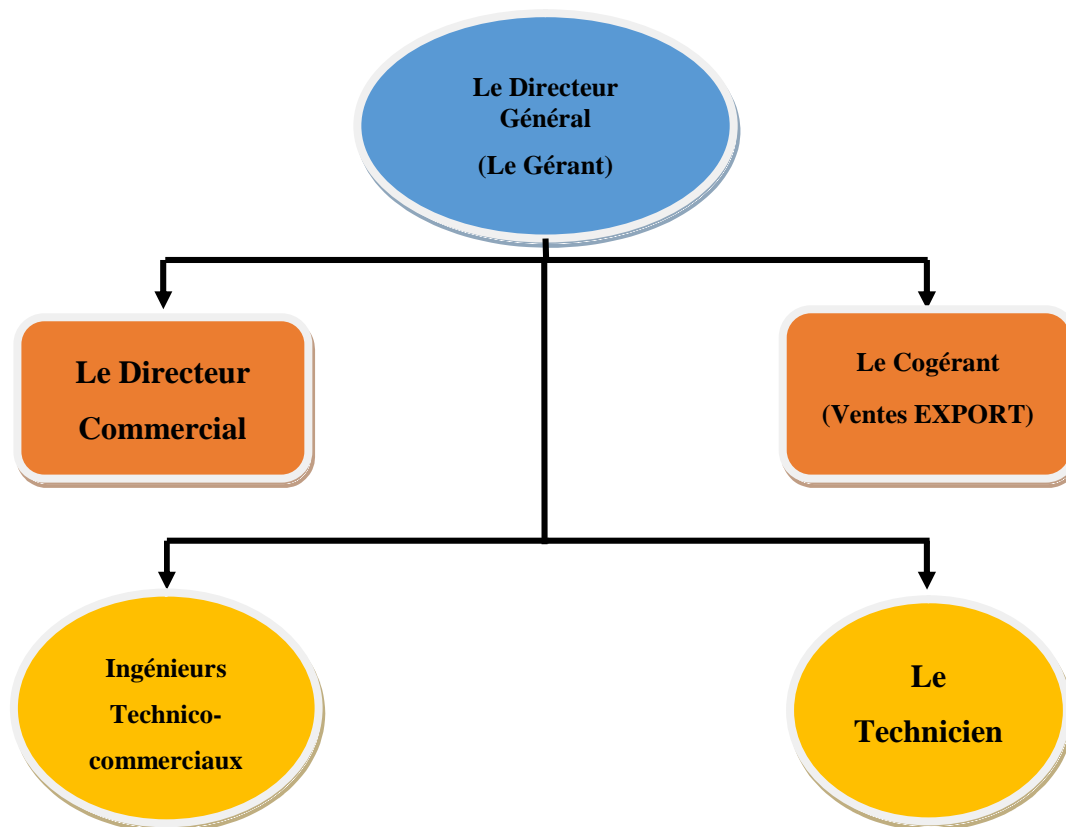 Le Directeur
Général
(Le Gérant)
Le Directeur
Commercial
Le Cogérant
(Ventes EXPORT)
Ingénieurs
Technico-
commerciaux
Le
Technicien